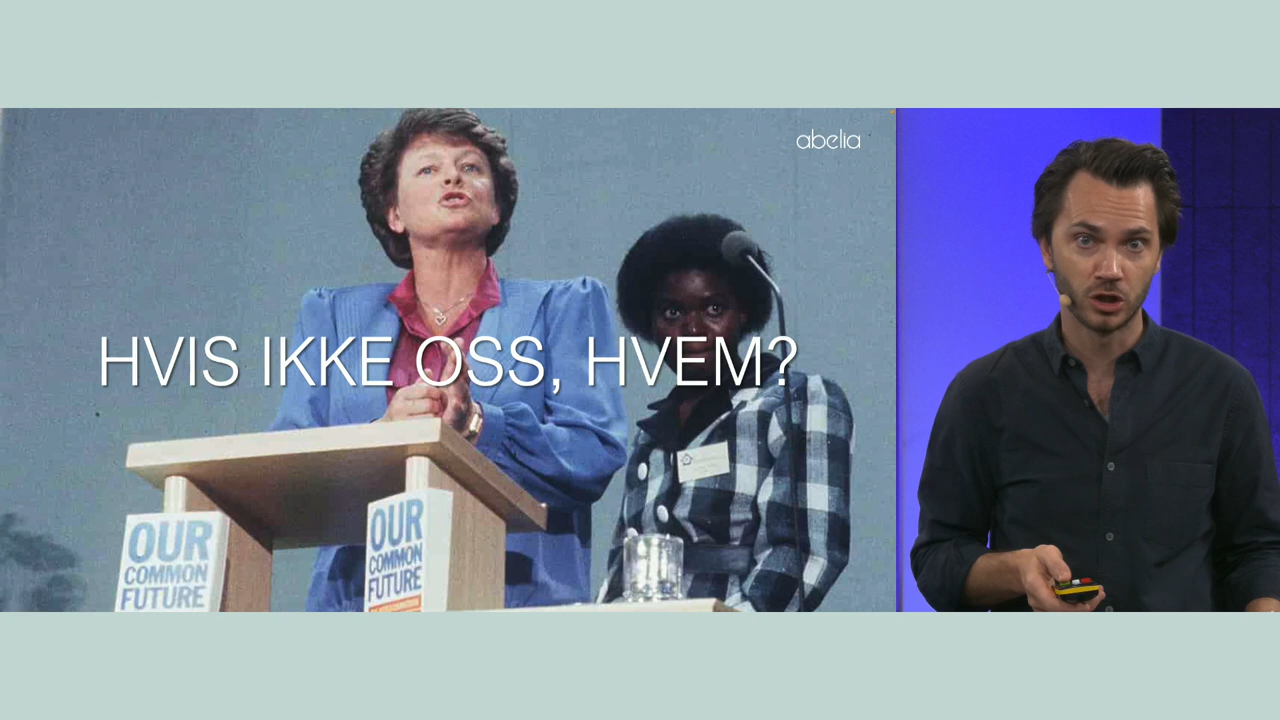 abelia
HVIS IKKE OSS, HVEM?
OUR
COMMON
FUTURE
OUR
COMMON
FUTURE